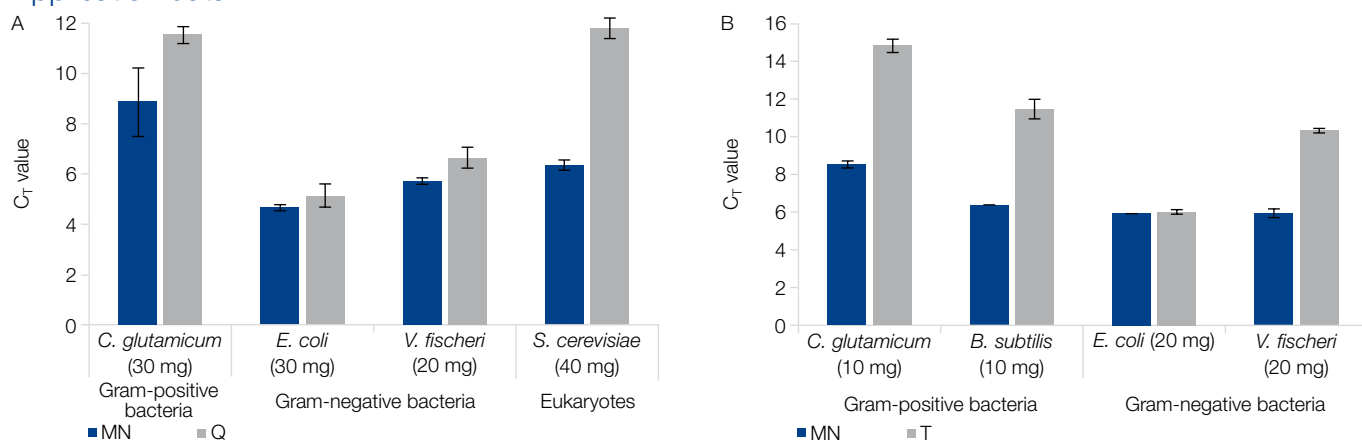 A
12
10
8
6
4
2
0
C_T value
C. glutamicum
(30 mg)
E. coli
(30 mg)
V. fischeri
(20 mg)
S. cerevisiae
(40 mg)
Gram-positive
bacteria
Gram-negative bacteria
Eukaryotes
MN
Q
B
16
14
12
10
8
6
4
2
0
C_T value
C. glutamicum
(10 mg)
B. subtilis
(10 mg)
E. coli (20 mg)
V. fischeri
(20 mg)
Gram-positive bacteria
Gram-negative bacteria
MN
T